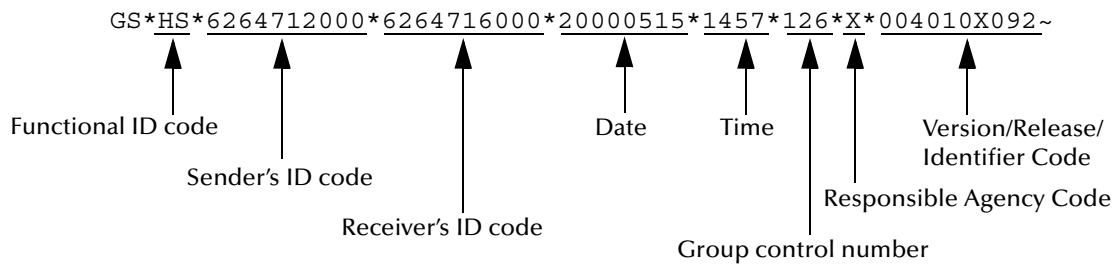 GS*HS*6264712000*6264716000*20000515*1457*126*X*004010X092~
Functional ID code
Date
Time
Version/Release/
Identifier Code
Sender's ID code
Responsible Agency Code
Receiver's ID code
Group control number